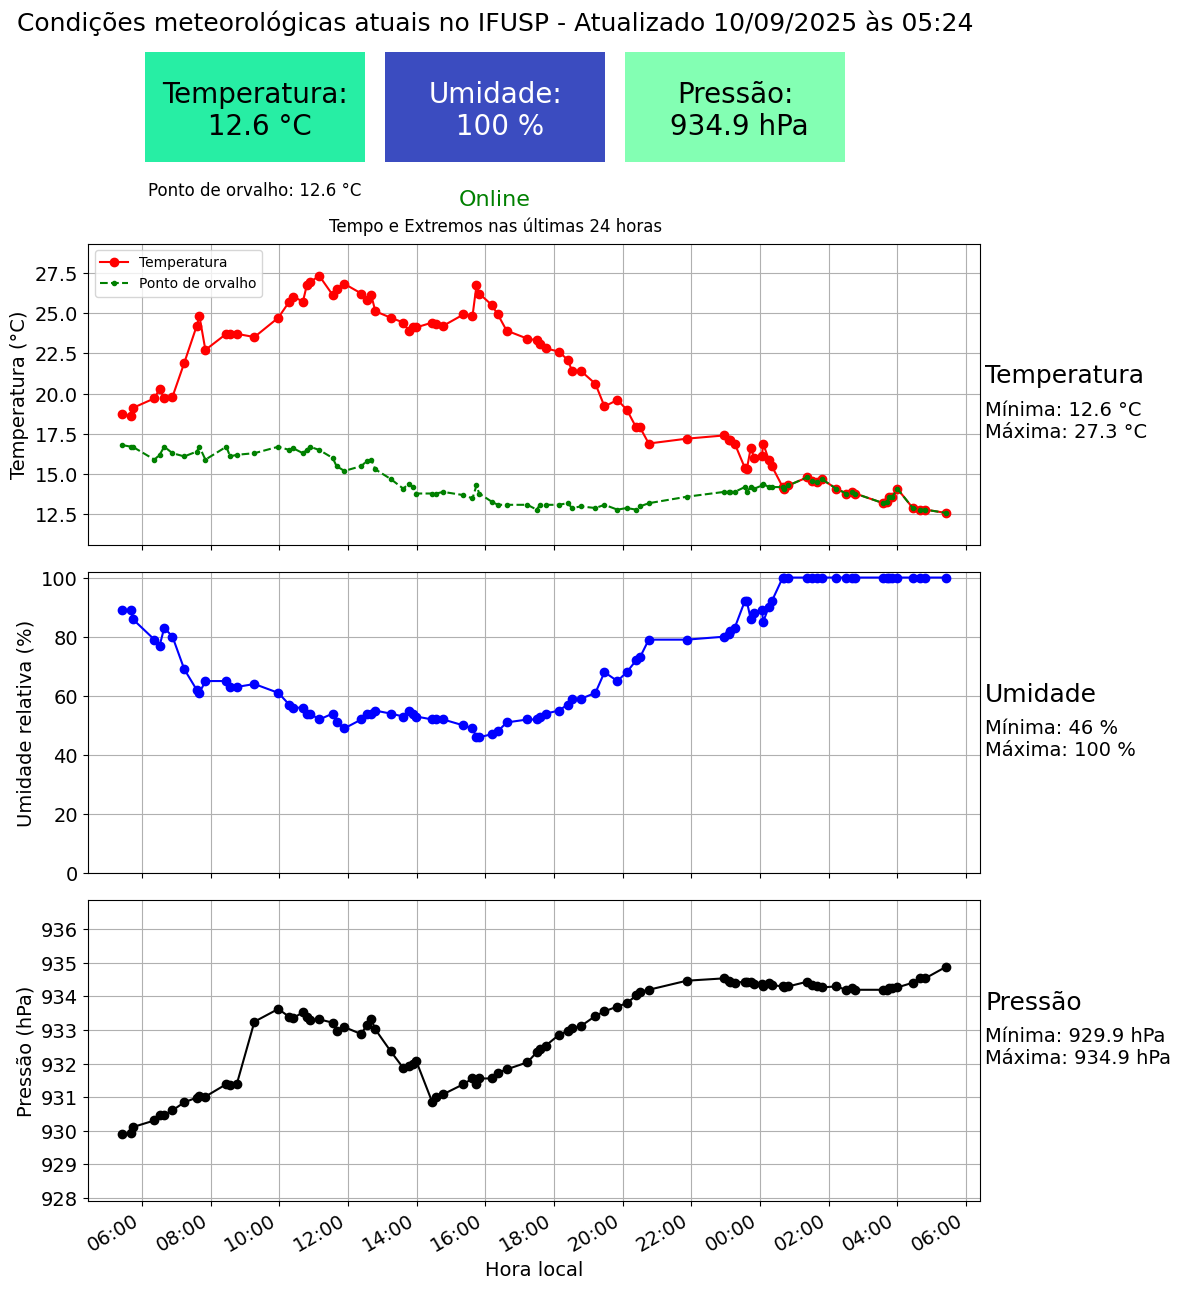 Condições meteorológicas atuais no IFUSP - Atualizado 10/09/2025 às 05:24
Temperatura:
12.6 °C
Umidade:
100 %
Pressão:
934.9 hPa
Ponto de orvalho: 12.6 °C
Online
Tempo e Extremos nas últimas 24 horas
Temperatura
Ponto de orvalho
Temperatura (°C)
27.5
25.0
22.5
20.0
17.5
15.0
12.5
Temperatura
Mínima: 12.6 °C
Máxima: 27.3 °C
Umidade relativa (%)
100
80
60
40
20
0
Umidade
Mínima: 46 %
Máxima: 100 %
Pressão (hPa)
936
935
934
933
932
931
930
929
928
Pressão
Mínima: 929.9 hPa
Máxima: 934.9 hPa
06:00 08:00 10:00 12:00 14:00 16:00 18:00 20:00 22:00 00:00 02:00 04:00 06:00
Hora local